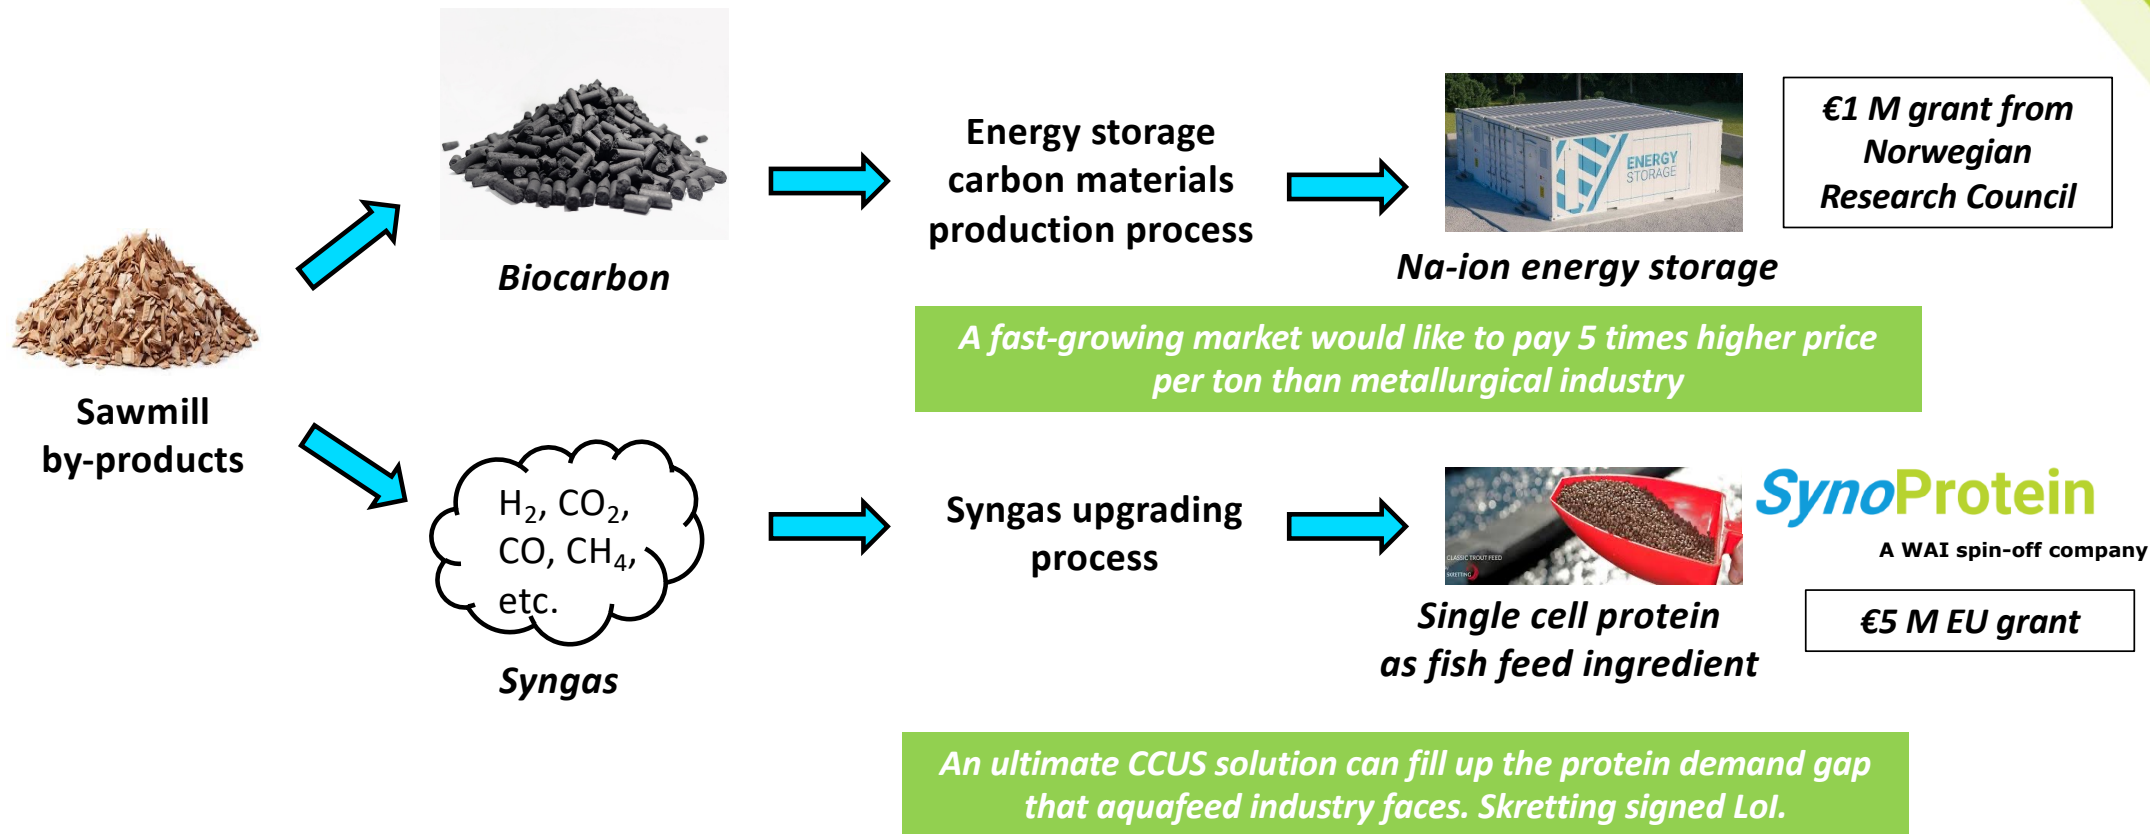 Sawmill
by-products
Biocarbon
Energy storage
carbon materials
production process
ENERGY
STORAGE
Na-ion energy storage
€1 M grant from
Norwegian
Research Council
A fast-growing market would like to pay 5 times higher price
per ton than metallurgical industry
H₂, CO₂,
CO, CH₄,
etc.
Syngas
Syngas upgrading
process
CLASSIC TROUT FEED
SKRETTING
Single cell protein
as fish feed ingredient
SynoProtein
A WAI spin-off company
€5 M EU grant
An ultimate CCUS solution can fill up the protein demand gap
that aquafeed industry faces. Skretting signed LoI.